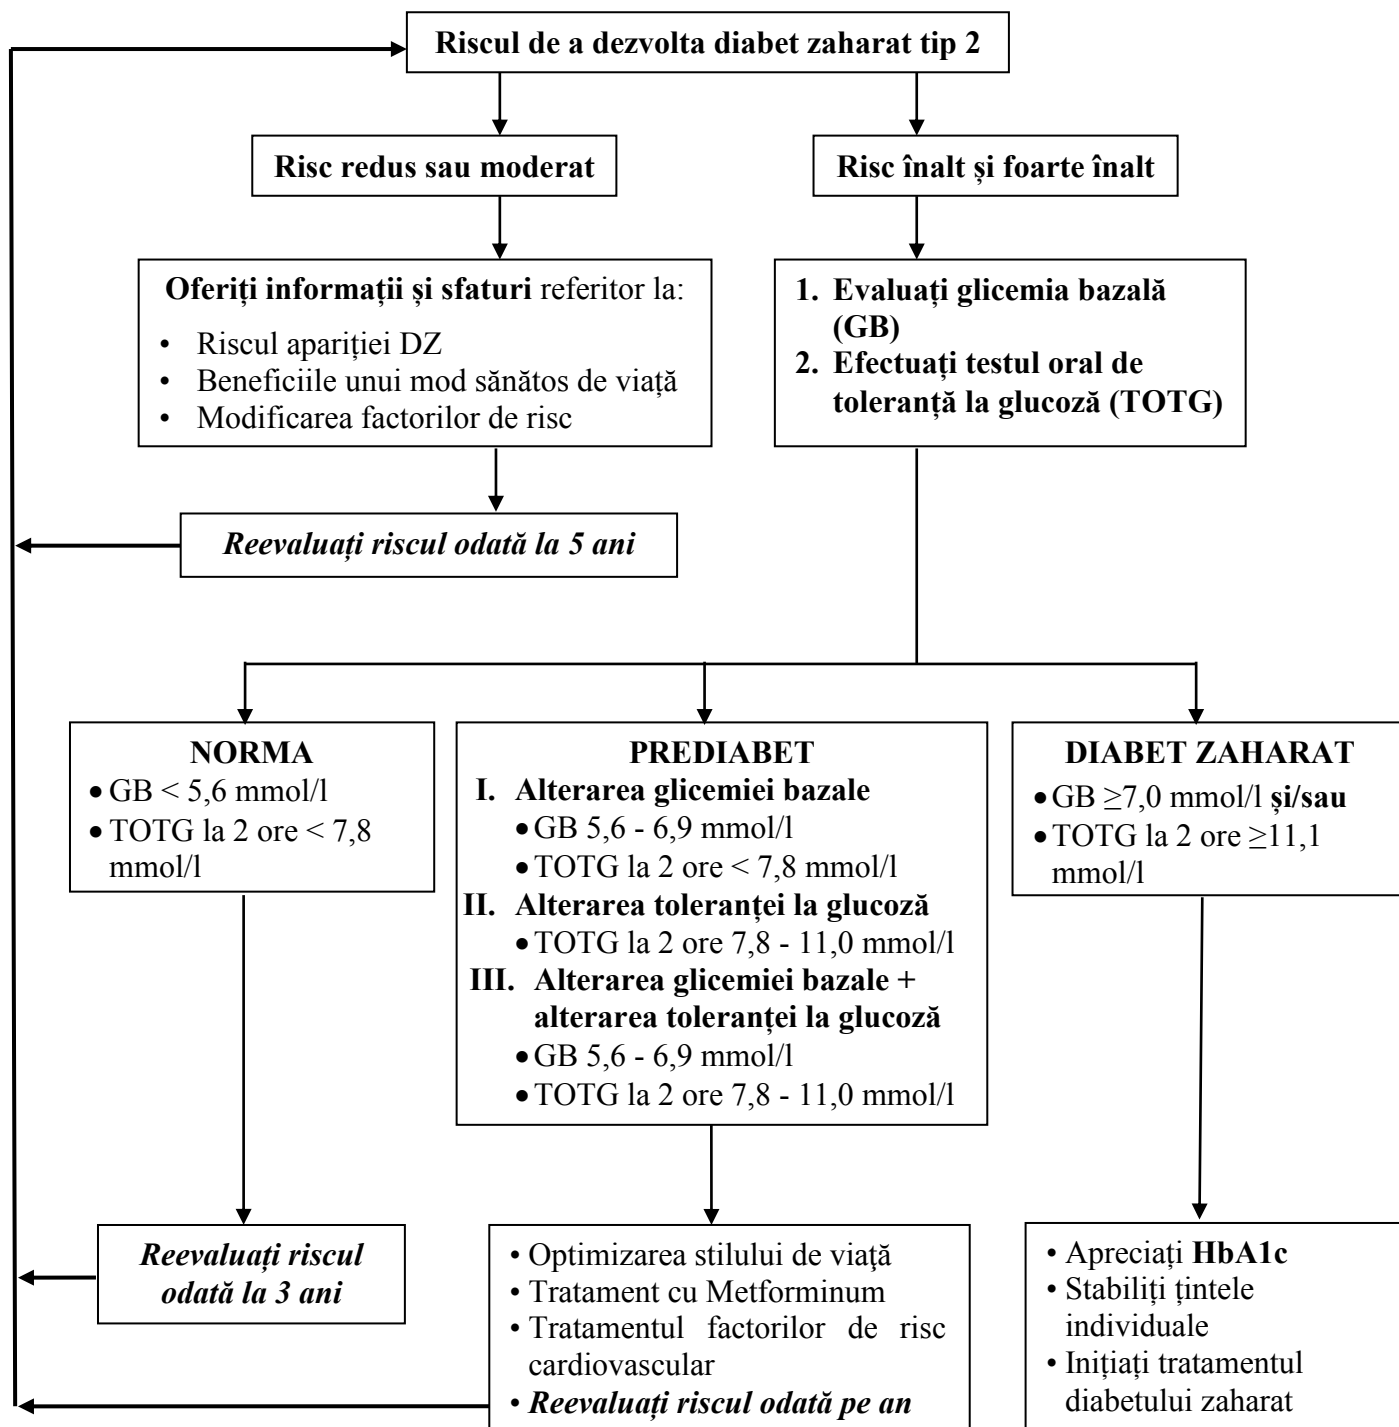 Riscul de a dezvolta diabet zaharat tip 2
Risc redus sau moderat
Risc înalt și foarte înalt
Oferiți informații și sfaturi referitor la:
• Riscul apariției DZ
• Beneficiile unui mod sănătos de viață
• Modificarea factorilor de risc
1. Evaluați glicemia bazală
(GB)
2. Efectuați testul oral de
toleranță la glucoză (TOTG)
Reevaluați riscul odată la 5 ani
NORMA
• GB < 5,6 mmol/l
• TOTG la 2 ore < 7,8
mmol/l
PREDIABET
I. Alterarea glicemiei bazale
• GB 5,6 - 6,9 mmol/l
• TOTG la 2 ore < 7,8 mmol/l
II. Alterarea toleranței la glucoză
• TOTG la 2 ore 7,8 - 11,0 mmol/l
III. Alterarea glicemiei bazale +
alterarea toleranței la glucoză
• GB 5,6 - 6,9 mmol/l
• TOTG la 2 ore 7,8 - 11,0 mmol/l
DIABET ZAHARAT
• GB ≥7,0 mmol/l și/sau
• TOTG la 2 ore ≥11,1
mmol/l
Reevaluați riscul
odată la 3 ani
• Optimizarea stilului de viaţă
• Tratament cu Metforminum
• Tratamentul factorilor de risc
cardiovascular
• Reevaluați riscul odată pe an
• Apreciați HbA1c
• Stabiliți țintele
individuale
• Inițiați tratamentul
diabetului zaharat